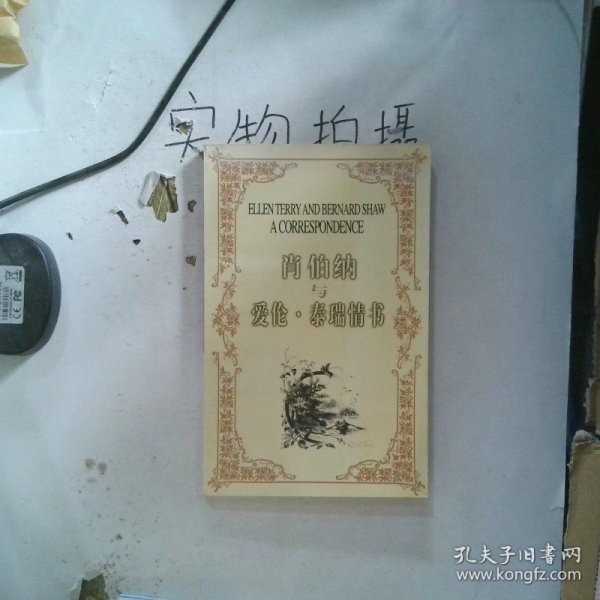 实物拍摄
ELLEN TERRY AND BERNARD SHAW
A CORRESPONDENCE
肖伯纳
与
爱伦·泰瑞情书
孔夫子旧书网
www.kongfz.com